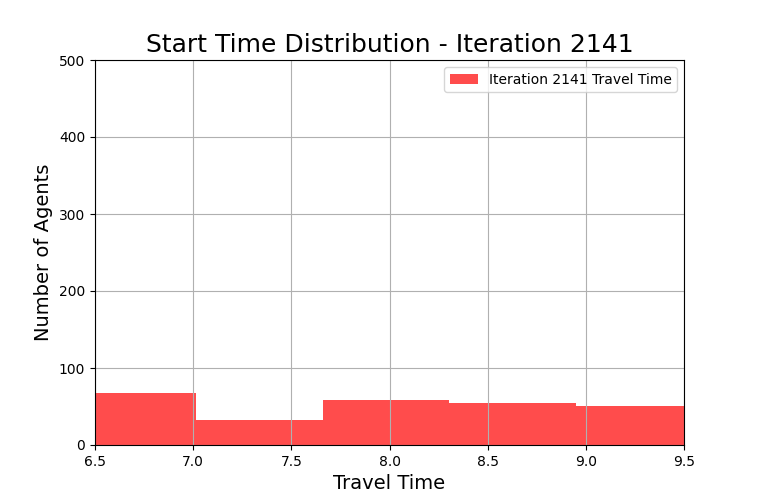 Start Time Distribution - Iteration 2141
Iteration 2141 Travel Time
Number of Agents
500
400
300
200
100
0
6.5 7.0 7.5 8.0 8.5 9.0 9.5
Travel Time